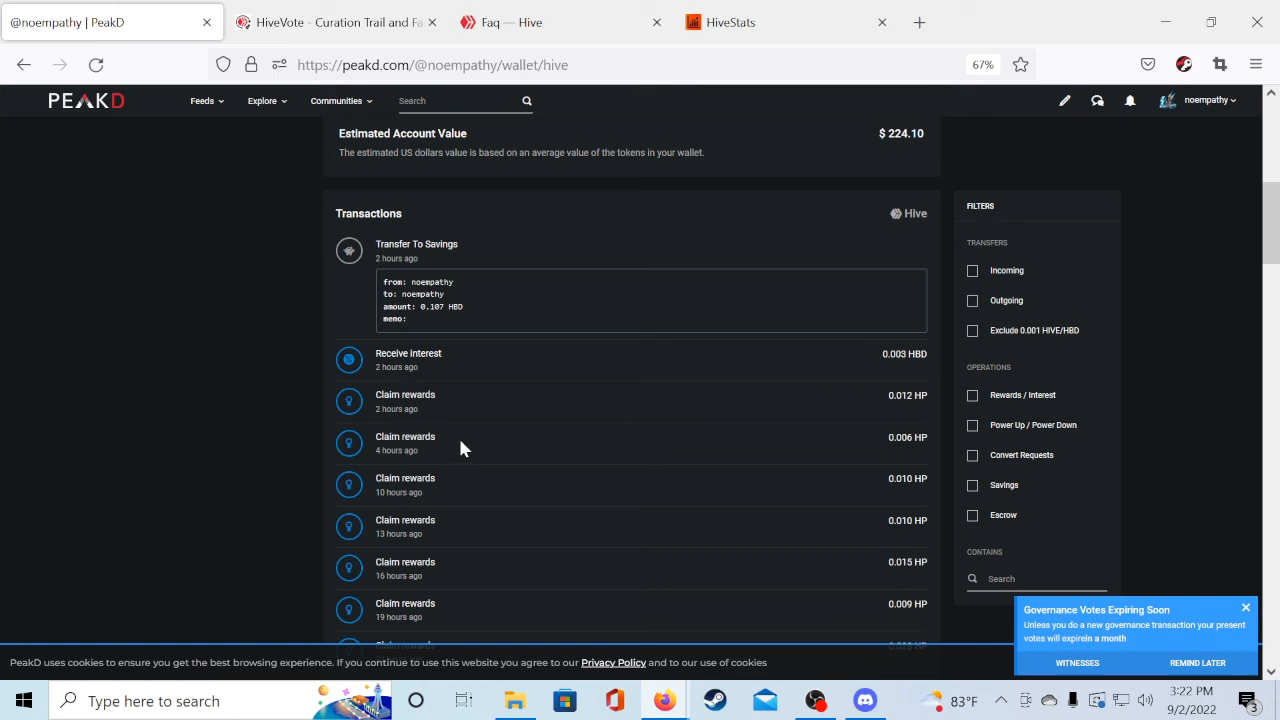 @noempathy | PeakD
HiveVote - Curation Trail and Fa
Faq — Hive
HiveStats
https://peakd.com/@noempathy/wallet/hive
67%
PEAKD
Feeds
Explore
Communities
Search
noempathy
Estimated Account Value
$ 224.10
The estimated US dollars value is based on an average value of the tokens in your wallet.
Transactions
Hive
Transfer To Savings
2 hours ago
from: noempathy
to: noempathy
amount: 0.107 HBD
memo:
Receive interest
0.003 HBD
2 hours ago
Claim rewards
0.012 HP
2 hours ago
Claim rewards
0.006 HP
4 hours ago
Claim rewards
0.010 HP
10 hours ago
Claim rewards
0.010 HP
13 hours ago
Claim rewards
0.015 HP
16 hours ago
Claim rewards
0.009 HP
19 hours ago
FILTERS
TRANSFERS
Incoming
Outgoing
Exclude 0.001 HIVE/HBD
OPERATIONS
Rewards / Interest
Power Up / Power Down
Convert Requests
Savings
Escrow
CONTAINS
Search
Governance Votes Expiring Soon
Unless you do a new governance transaction your present
votes will expirein a month
WITNESSES
REMIND LATER
PeakD uses cookies to ensure you get the best browsing experience. If you continue to use this website you agree to our Privacy Policy and to our use of cookies
Type here to search
83°F
3:22 PM
9/2/2022
3